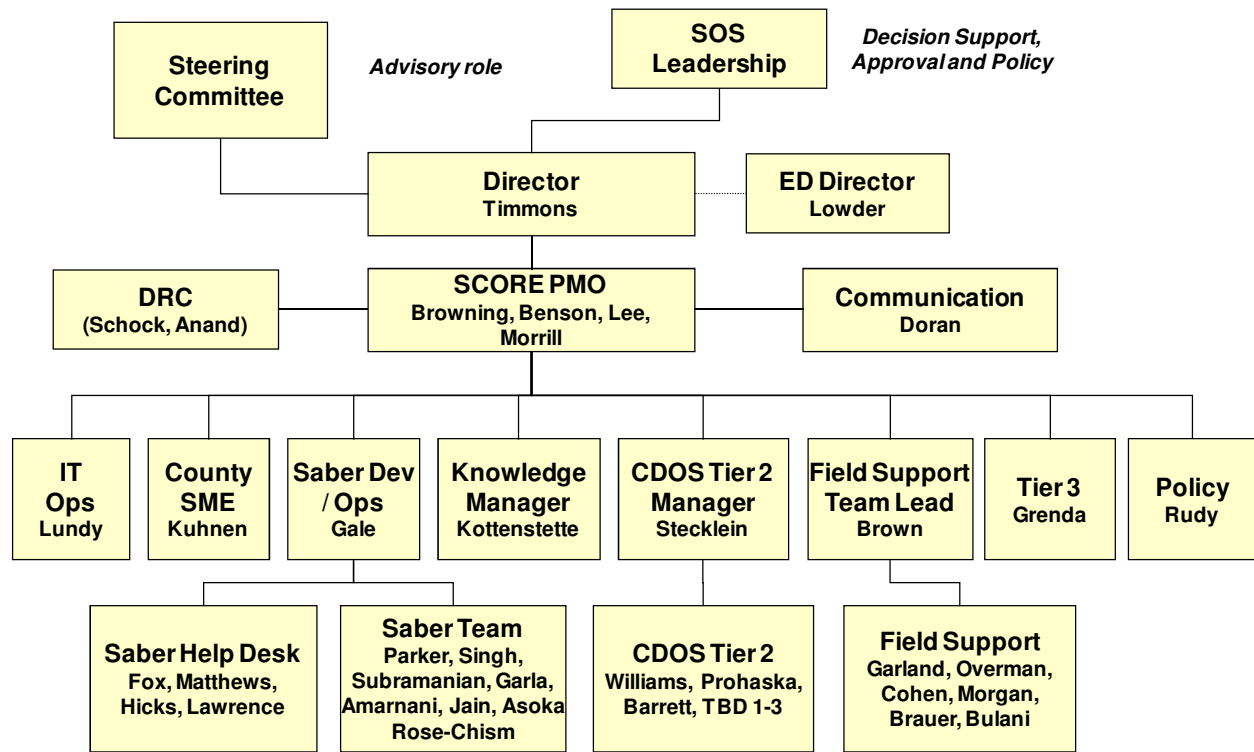 Steering
Committee
Advisory role
SOS
Leadership
Decision Support,
Approval and Policy
Director
Timmons
ED Director
Lowder
DRC
(Schock, Anand)
SCORE PMO
Browning, Benson, Lee,
Morrill
Communication
Doran
IT
Ops
Lundy
County
SME
Kuhnen
Saber Dev
/ Ops
Gale
Knowledge
Manager
Kottenstette
CDOS Tier 2
Manager
Stecklein
Field Support
Team Lead
Brown
Tier 3
Grenda
Policy
Rudy
Saber Help Desk
Fox, Matthews,
Hicks, Lawrence
Saber Team
Parker, Singh,
Subramanian, Garla,
Amarnani, Jain, Asoka
Rose-Chism
CDOS Tier 2
Williams, Prohaska,
Barrett, TBD 1-3
Field Support
Garland, Overman,
Cohen, Morgan,
Brauer, Bulani